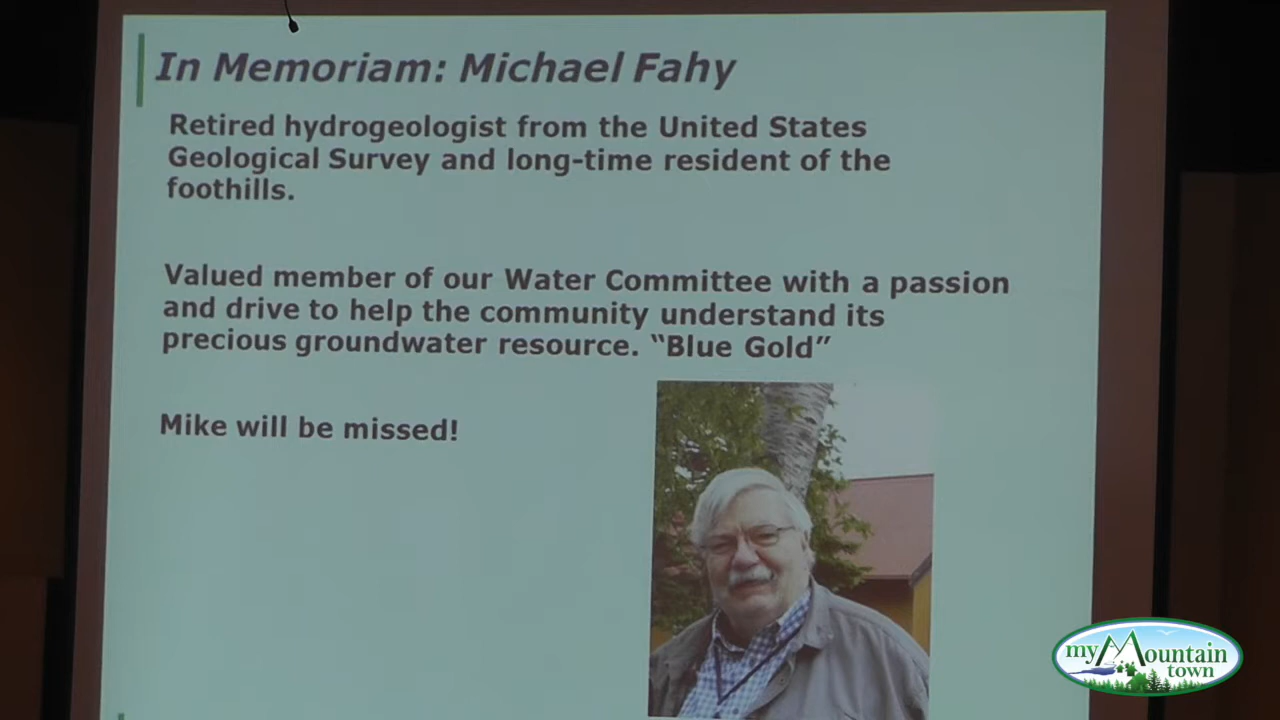 In Memoriam: Michael Fahy
Retired hydrogeologist from the United States
Geological Survey and long-time resident of the
foothills.
Valued member of our Water Committee with a passion
and drive to help the community understand its
precious groundwater resource. “Blue Gold”
Mike will be missed!
my Mountain
town